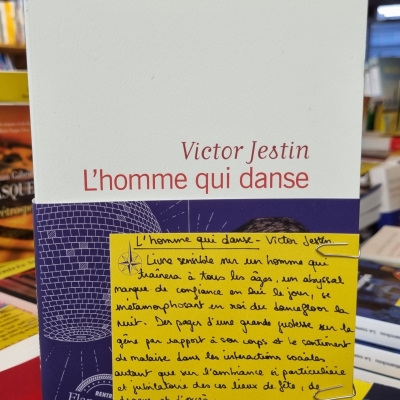 Victor Jestin
L'homme qui danse
L'homme qui danse - Victor Jestin.
Livre sensible sur un homme qui
traînera à tous les âges, un abyssal
manque de confiance en lui le jour, se
métamorphosant en roi du dancefloor la
nuit. Des pages d'une grande justesse sur la
gêne par rapport à son corps et le sentiment
de malaise dans les interactions sociales
autant que sur l'ambiance si particulière
et jubilatoire des ces lieux de fête, de
RENTR